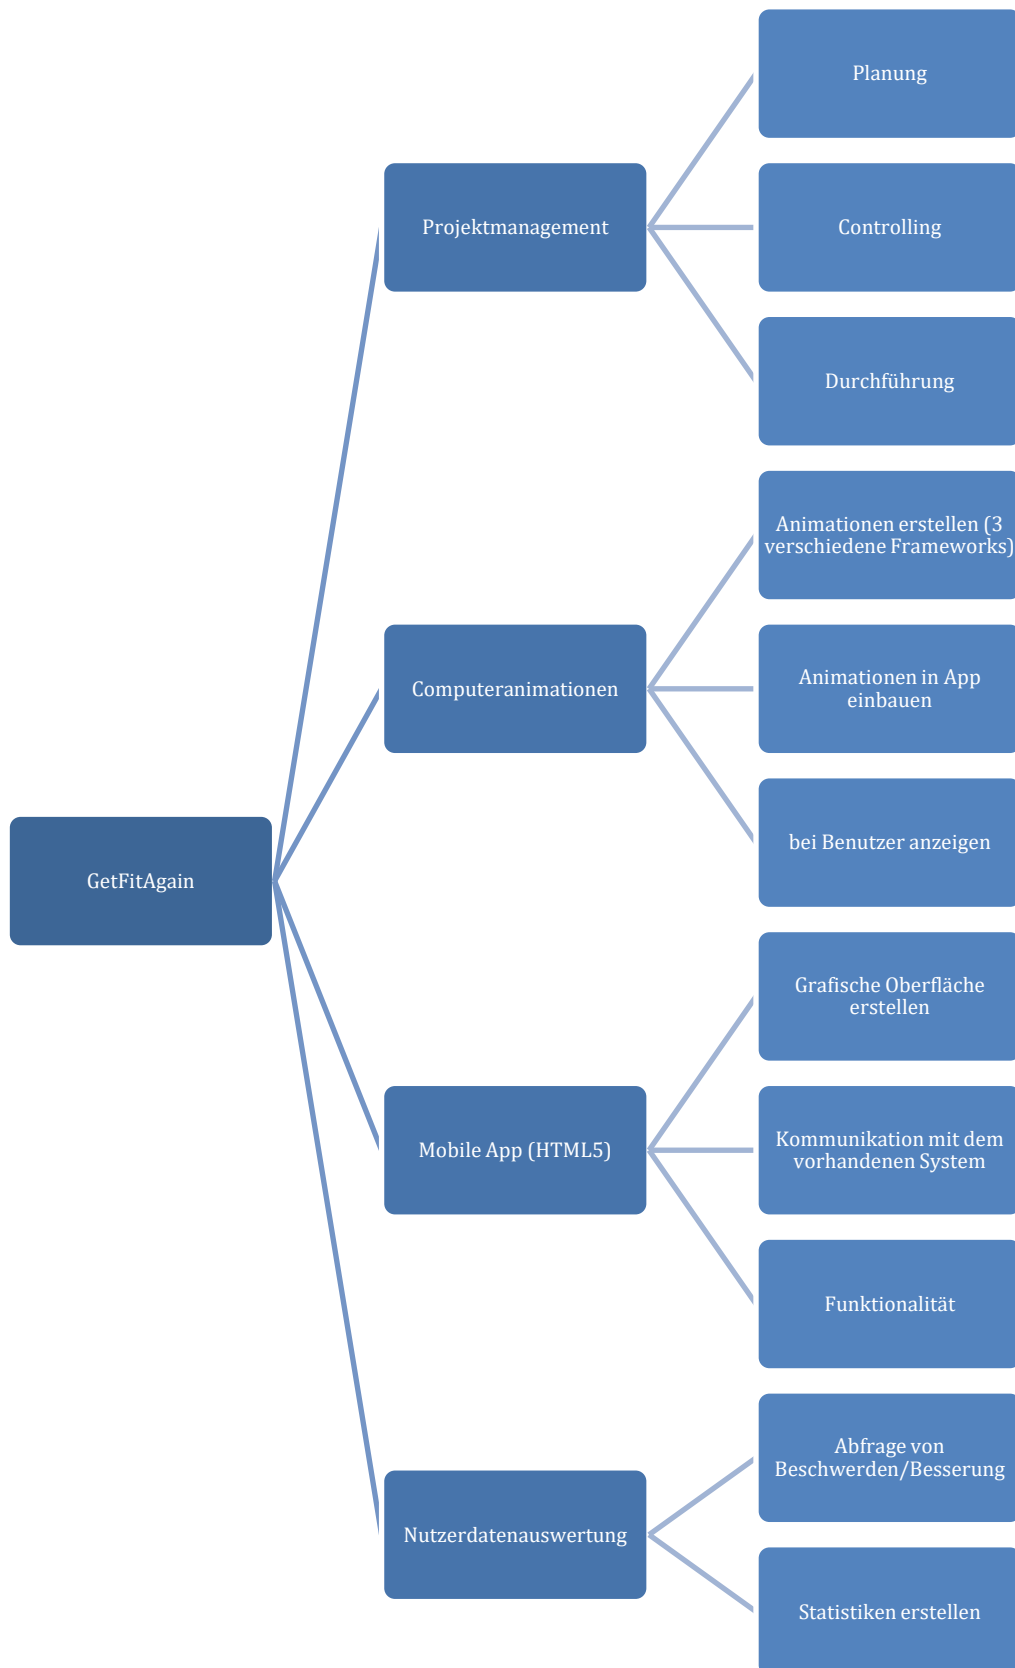 Planung
Projektmanagement
Controlling
Durchführung
Animationen erstellen (3
verschiedene Frameworks)
Computeranimationen
Animationen in App
einbauen
bei Benutzer anzeigen
GetFitAgain
Grafische Oberfläche
erstellen
Mobile App (HTML5)
Kommunikation mit dem
vorhandenen System
Funktionalität
Abfrage von
Beschwerden/Besserung
Nutzerdatenauswertung
Statistiken erstellen